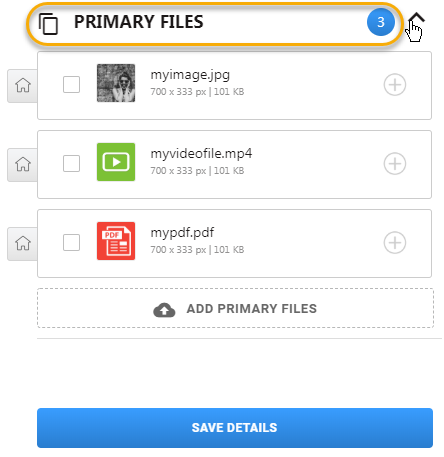 PRIMARY FILES 3
myimage.jpg
700 x 333 px | 101 KB
myvideofile.mp4
700 x 333 px | 101 KB
PDF
mypdf.pdf
700 x 333 px | 101 KB
ADD PRIMARY FILES
SAVE DETAILS